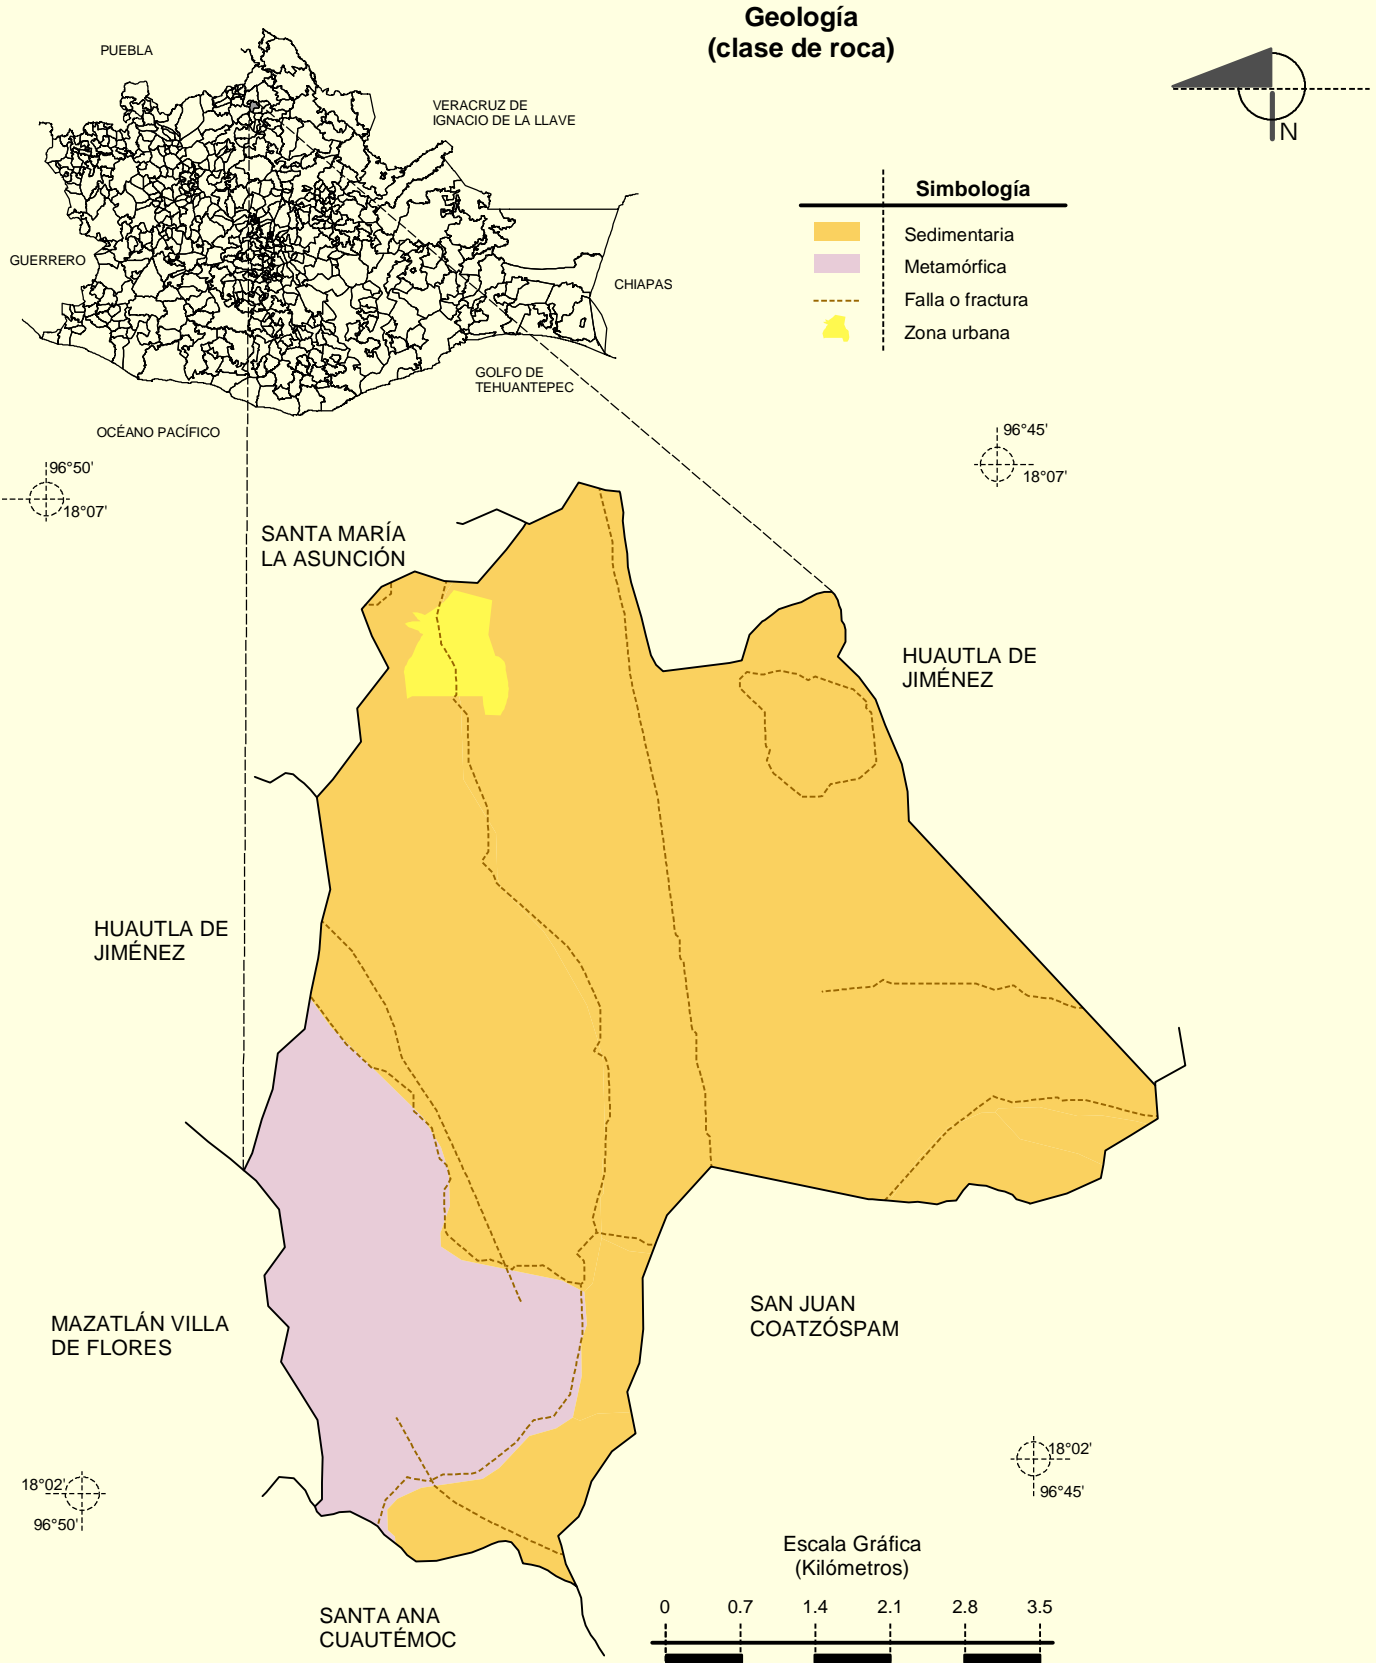 Geología
(clase de roca)
PUEBLA
VERACRUZ DE
IGNACIO DE LA LLAVE
N
Simbología
Sedimentaria
Metamórfica
Falla o fractura
Zona urbana
GUERRERO
CHIAPAS
GOLFO DE
TEHUANTEPEC
OCÉANO PACÍFICO
96°50'
18°07'
96°45'
18°07'
SANTA MARÍA
LA ASUNCIÓN
HUAUTLA DE
JIMÉNEZ
HUAUTLA DE
JIMÉNEZ
MAZATLÁN VILLA
DE FLORES
SAN JUAN
COATZÓSPAM
18°02'
96°50'
18°02'
96°45'
Escala Gráfica
(Kilómetros)
0 0.7 1.4 2.1 2.8 3.5
SANTA ANA
CUAUTÉMOC